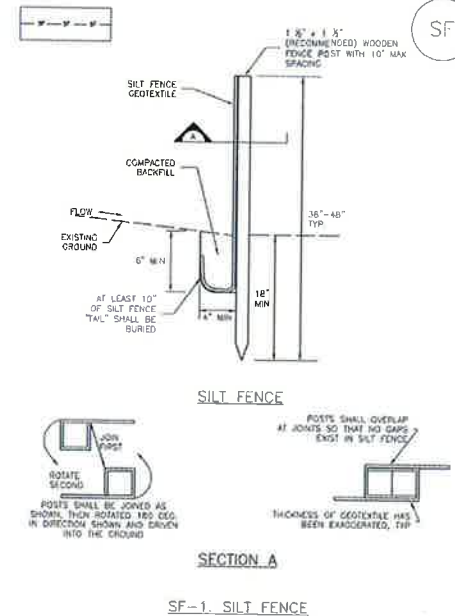 SF
1 ½" x 1 ½"
(RECOMMENDED) WOODEN
FENCE POST WITH 10' MAX
SPACING
SILT FENCE
GEOTEXTILE
A
COMPACTED
BACKFILL
FLOW
EXISTING
GROUND
36"-48"
TYP
6" MIN
18"
MIN
AT LEAST 10"
OF SILT FENCE
"TAIL" SHALL BE
BURIED
4" MIN
SILT FENCE
JOIN
FIRST
ROTATE
SECOND
POSTS SHALL BE JOINED AS
SHOWN, THEN ROTATED 180 DEG.
IN DIRECTION SHOWN AND DRIVEN
INTO THE GROUND
POSTS SHALL OVERLAP
AT JOINTS SO THAT NO GAPS
EXIST IN SILT FENCE
THICKNESS OF GEOTEXTILE HAS
BEEN EXAGGERATED, TYP
SECTION A
SF-1. SILT FENCE